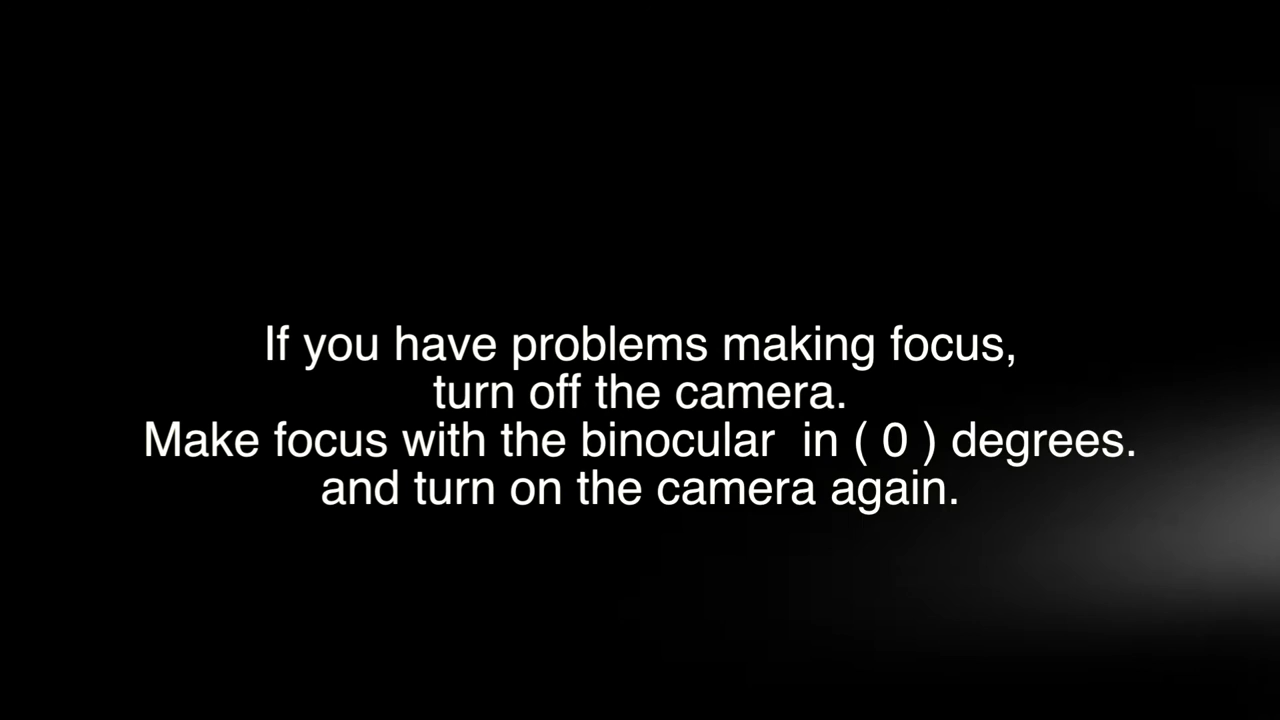 If you have problems making focus,
turn off the camera.
Make focus with the binocular  in ( 0 ) degrees.
and turn on the camera again.